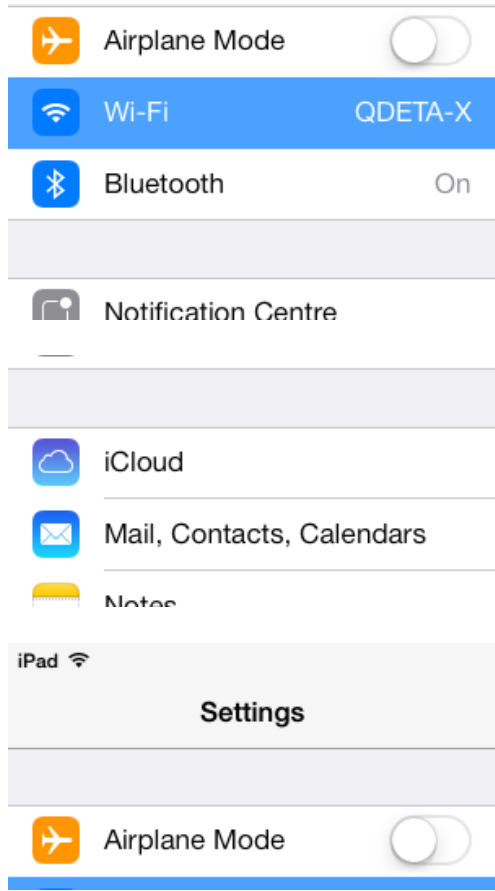 Airplane Mode
Wi-Fi QDETA-X
Bluetooth On
Notification Centre
iCloud
Mail, Contacts, Calendars
Notes
iPad
Settings
Airplane Mode